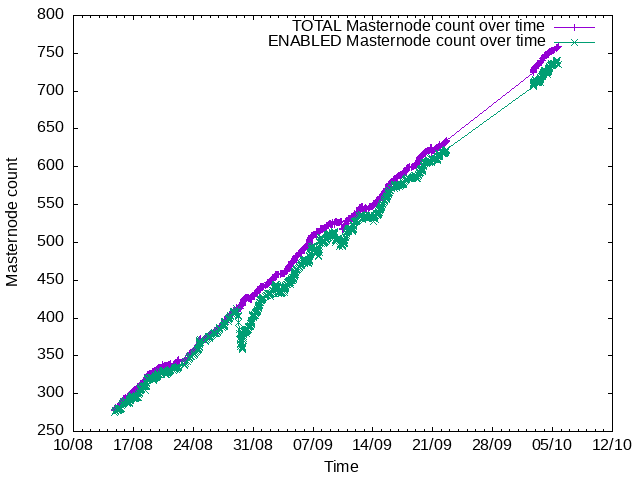 800
750
700
650
600
550
500
450
400
350
300
250
Masternode count
TOTAL Masternode count over time
ENABLED Masternode count over time
10/08 17/08 24/08 31/08 07/09 14/09 21/09 28/09 05/10 12/10
Time